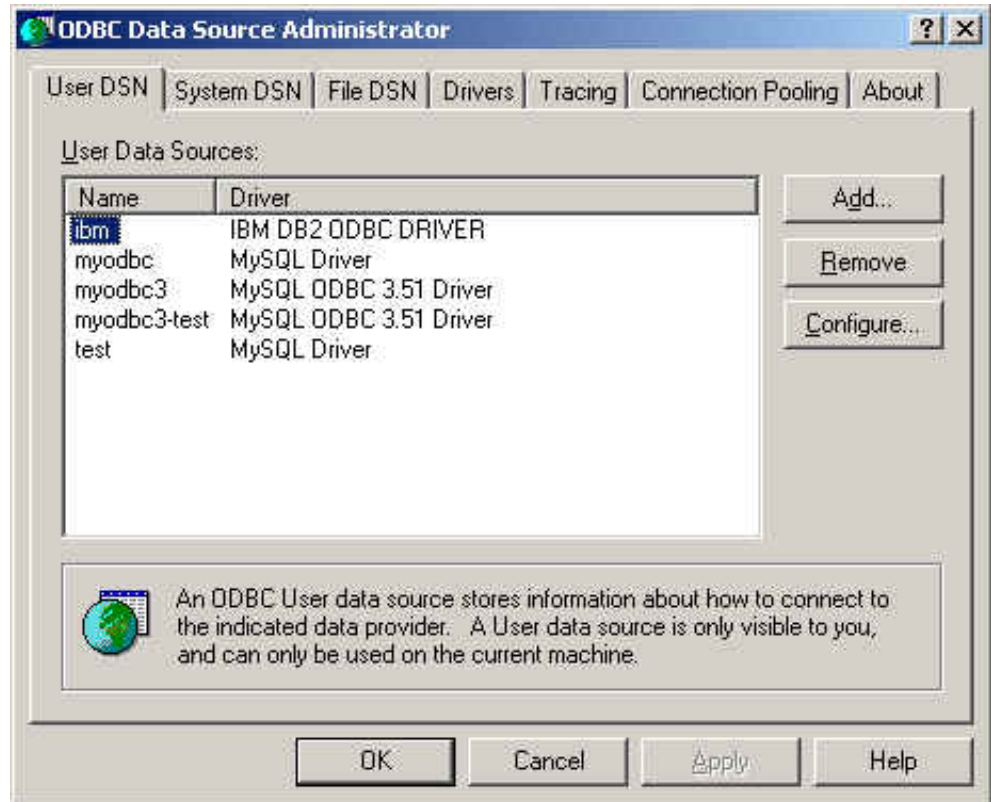 ODBC Data Source Administrator
User DSN System DSN File DSN Drivers Tracing Connection Pooling About
User Data Sources:
Name Driver
ibm IBM DB2 ODBC DRIVER
myodbc MySQL Driver
myodbc3 MySQL ODBC 3.51 Driver
myodbc3-test MySQL ODBC 3.51 Driver
test MySQL Driver
Add...
Remove
Configure...
An ODBC User data source stores information about how to connect to
the indicated data provider. A User data source is only visible to you,
and can only be used on the current machine.
OK Cancel Apply Help